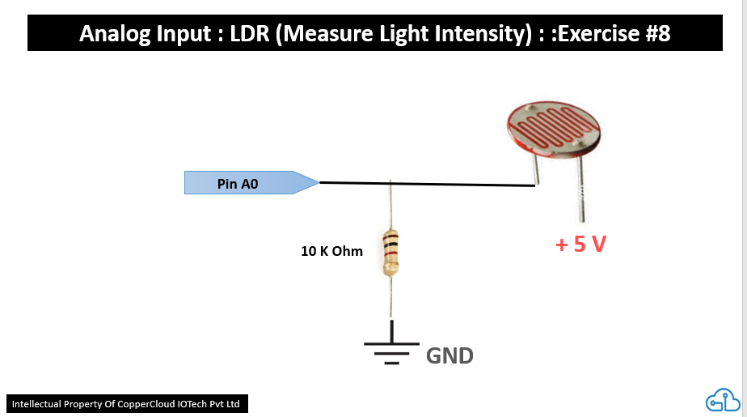 Analog Input : LDR (Measure Light Intensity) : :Exercise #8
Pin A0
10 K Ohm
+ 5 V
GND
Intellectual Property Of CopperCloud IOTech Pvt Ltd